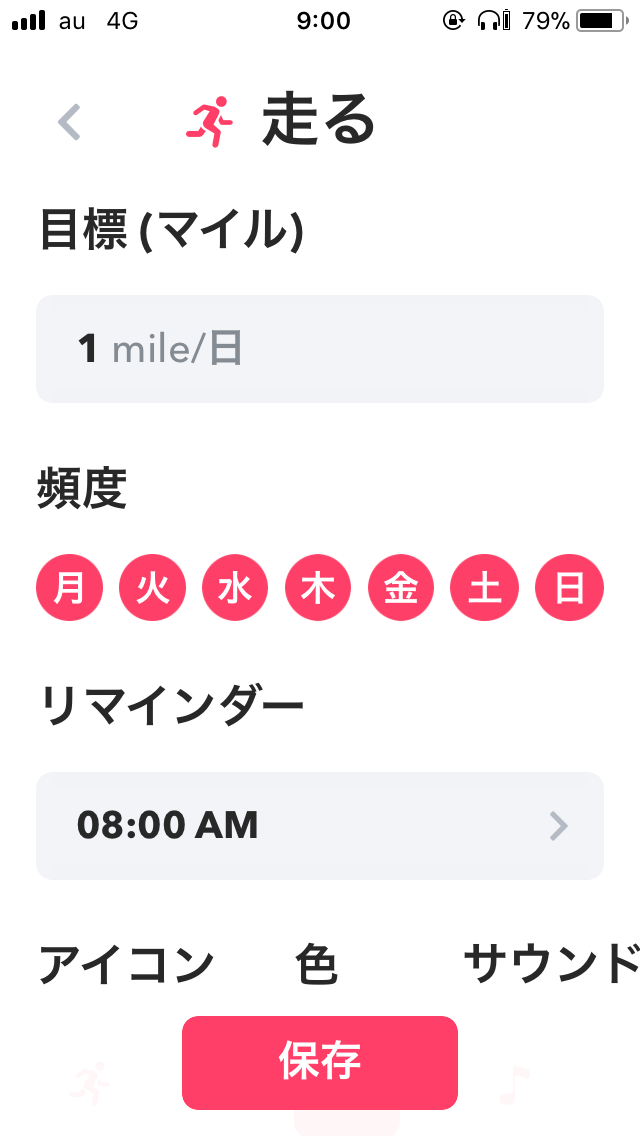 au 4G 9:00 79%
走る
目標 (マイル)
1 mile/日
頻度
月 火 水 木 金 土 日
リマインダー
08:00 AM
アイコン 色 サウンド
保存